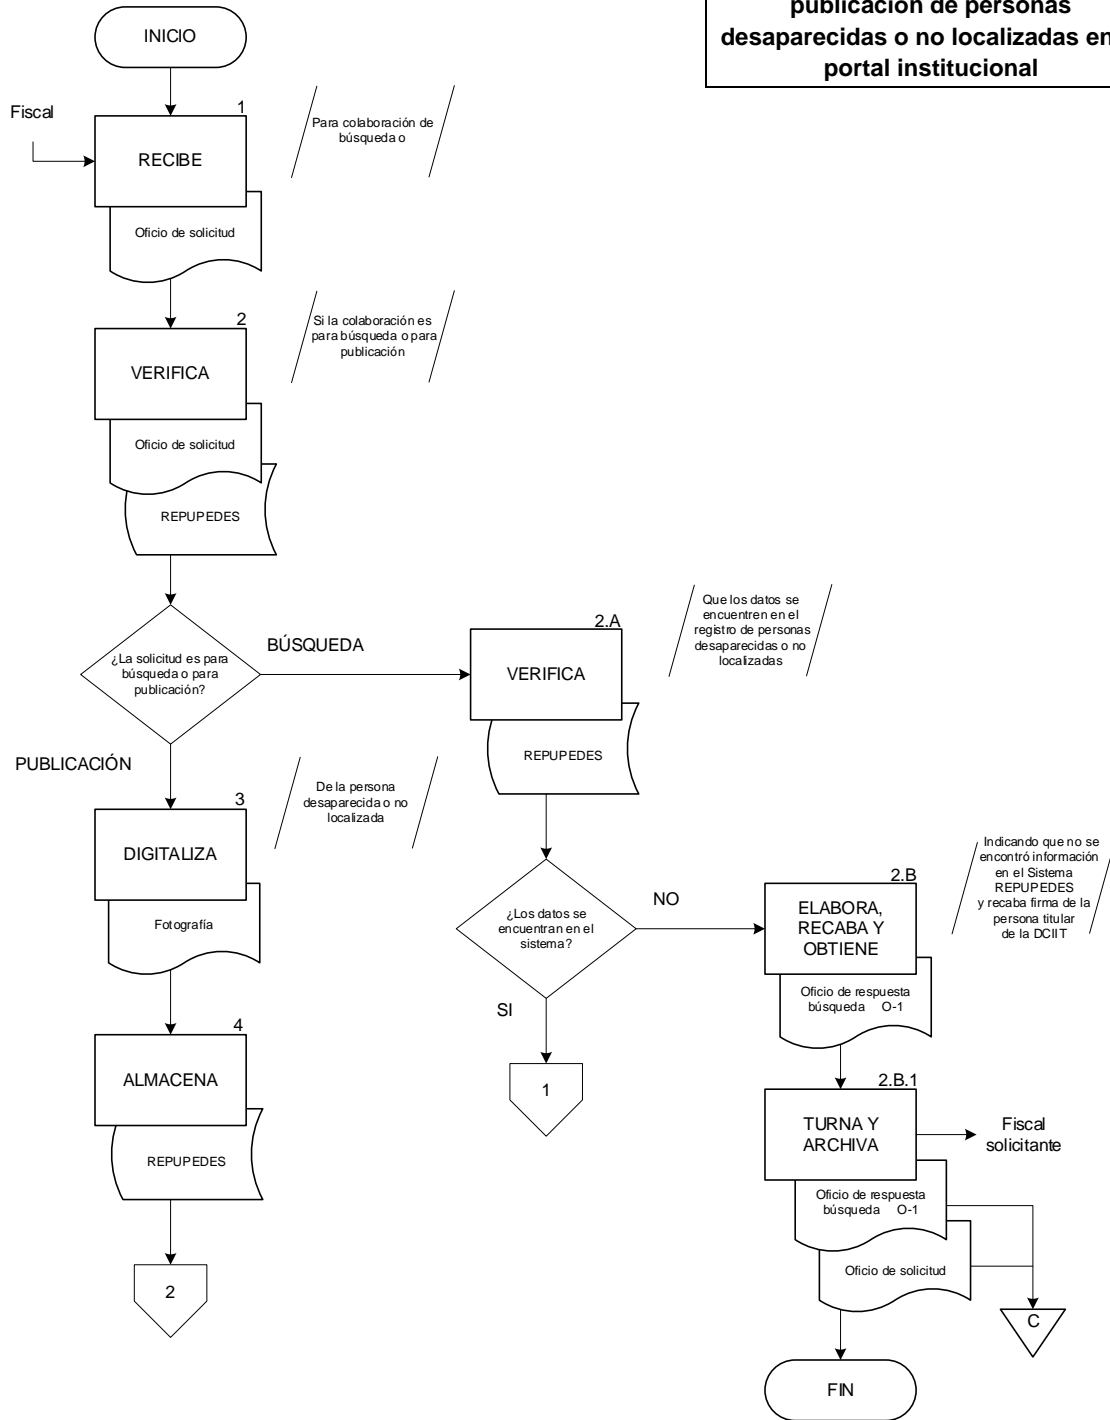 publicación de personas
desaparecidas o no localizadas en
portal institucional
INICIO
Fiscal
1
RECIBE
Para colaboración de
búsqueda o
Oficio de solicitud
2
VERIFICA
Si la colaboración es
para búsqueda o para
publicación
Oficio de solicitud
REPUPEDES
¿La solicitud es para
búsqueda o para
publicación?
BÚSQUEDA
2.A
VERIFICA
Que los datos se
encuentren en el
registro de personas
desaparecidas o no
localizadas
REPUPEDES
PUBLICACIÓN
3
DIGITALIZA
De la persona
desaparecida o no
localizada
Fotografía
¿Los datos se
encuentran en el
sistema?
NO
SI
1
2.B
ELABORA,
RECABA Y
OBTIENE
Indicando que no se
encontró información
en el Sistema
REPUPEDES
y recaba firma de la
persona titular
de la DCIIT
Oficio de respuesta
búsqueda O-1
4
ALMACENA
REPUPEDES
2
2.B.1
TURNA Y
ARCHIVA
Fiscal
solicitante
Oficio de respuesta
búsqueda O-1
Oficio de solicitud
C
FIN